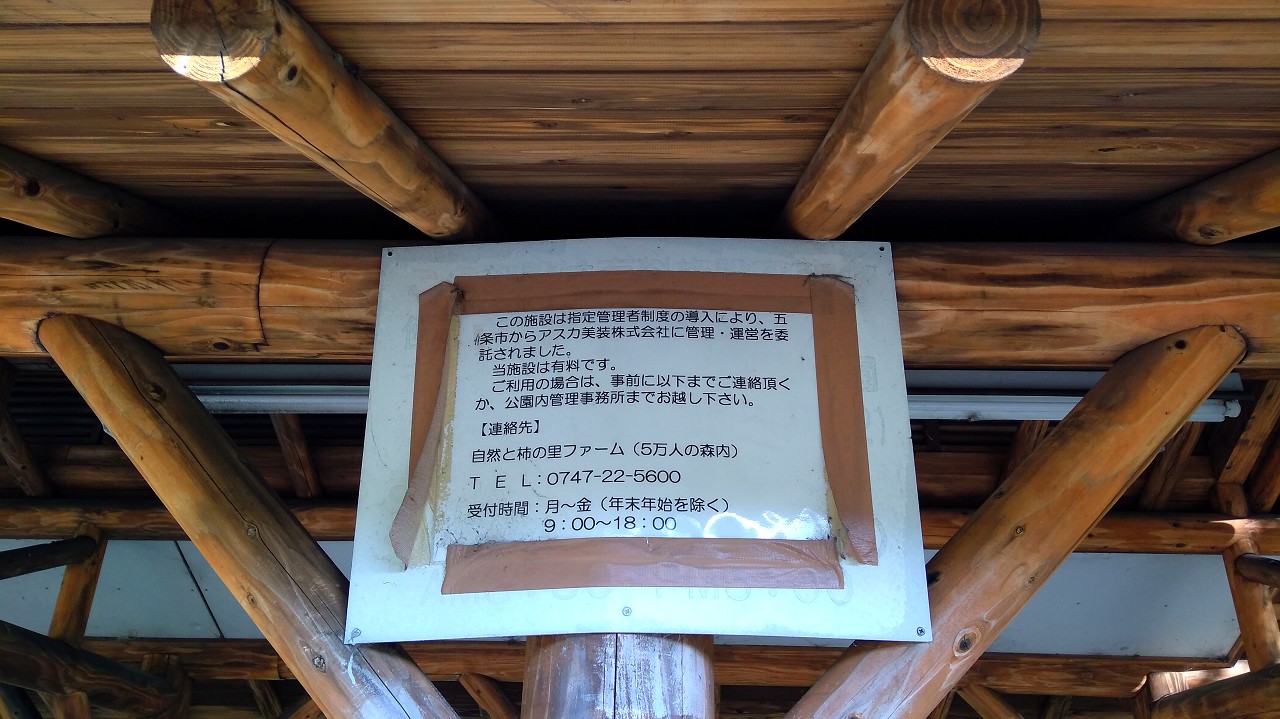 この施設は指定管理者制度の導入により、五
條市からアスカ美装株式会社に管理・運営を委
託されました。
当施設は有料です。
ご利用の場合は、事前に以下までご連絡頂く
か、公園内管理事務所までお越し下さい。
【連絡先】
自然と柿の里ファーム（5万人の森内）
ＴＥＬ：0747-22-5600
受付時間：月～金（年末年始を除く）
9：00～18：00